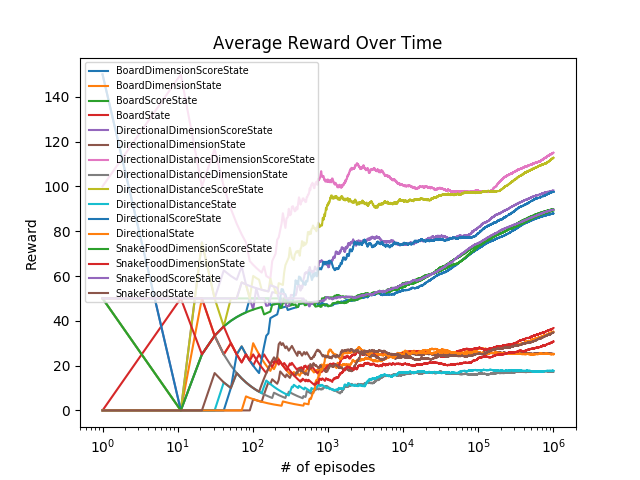 Average Reward Over Time
BoardDimensionScoreState
BoardDimensionState
BoardScoreState
BoardState
DirectionalDimensionScoreState
DirectionalDimensionState
DirectionalDistanceDimensionScoreState
DirectionalDistanceDimensionState
DirectionalDistanceScoreState
DirectionalDistanceState
DirectionalScoreState
DirectionalState
SnakeFoodDimensionScoreState
SnakeFoodDimensionState
SnakeFoodScoreState
SnakeFoodState
Reward
140
120
100
80
60
40
20
0
10^0 10^1 10^2 10^3 10^4 10^5 10^6
# of episodes